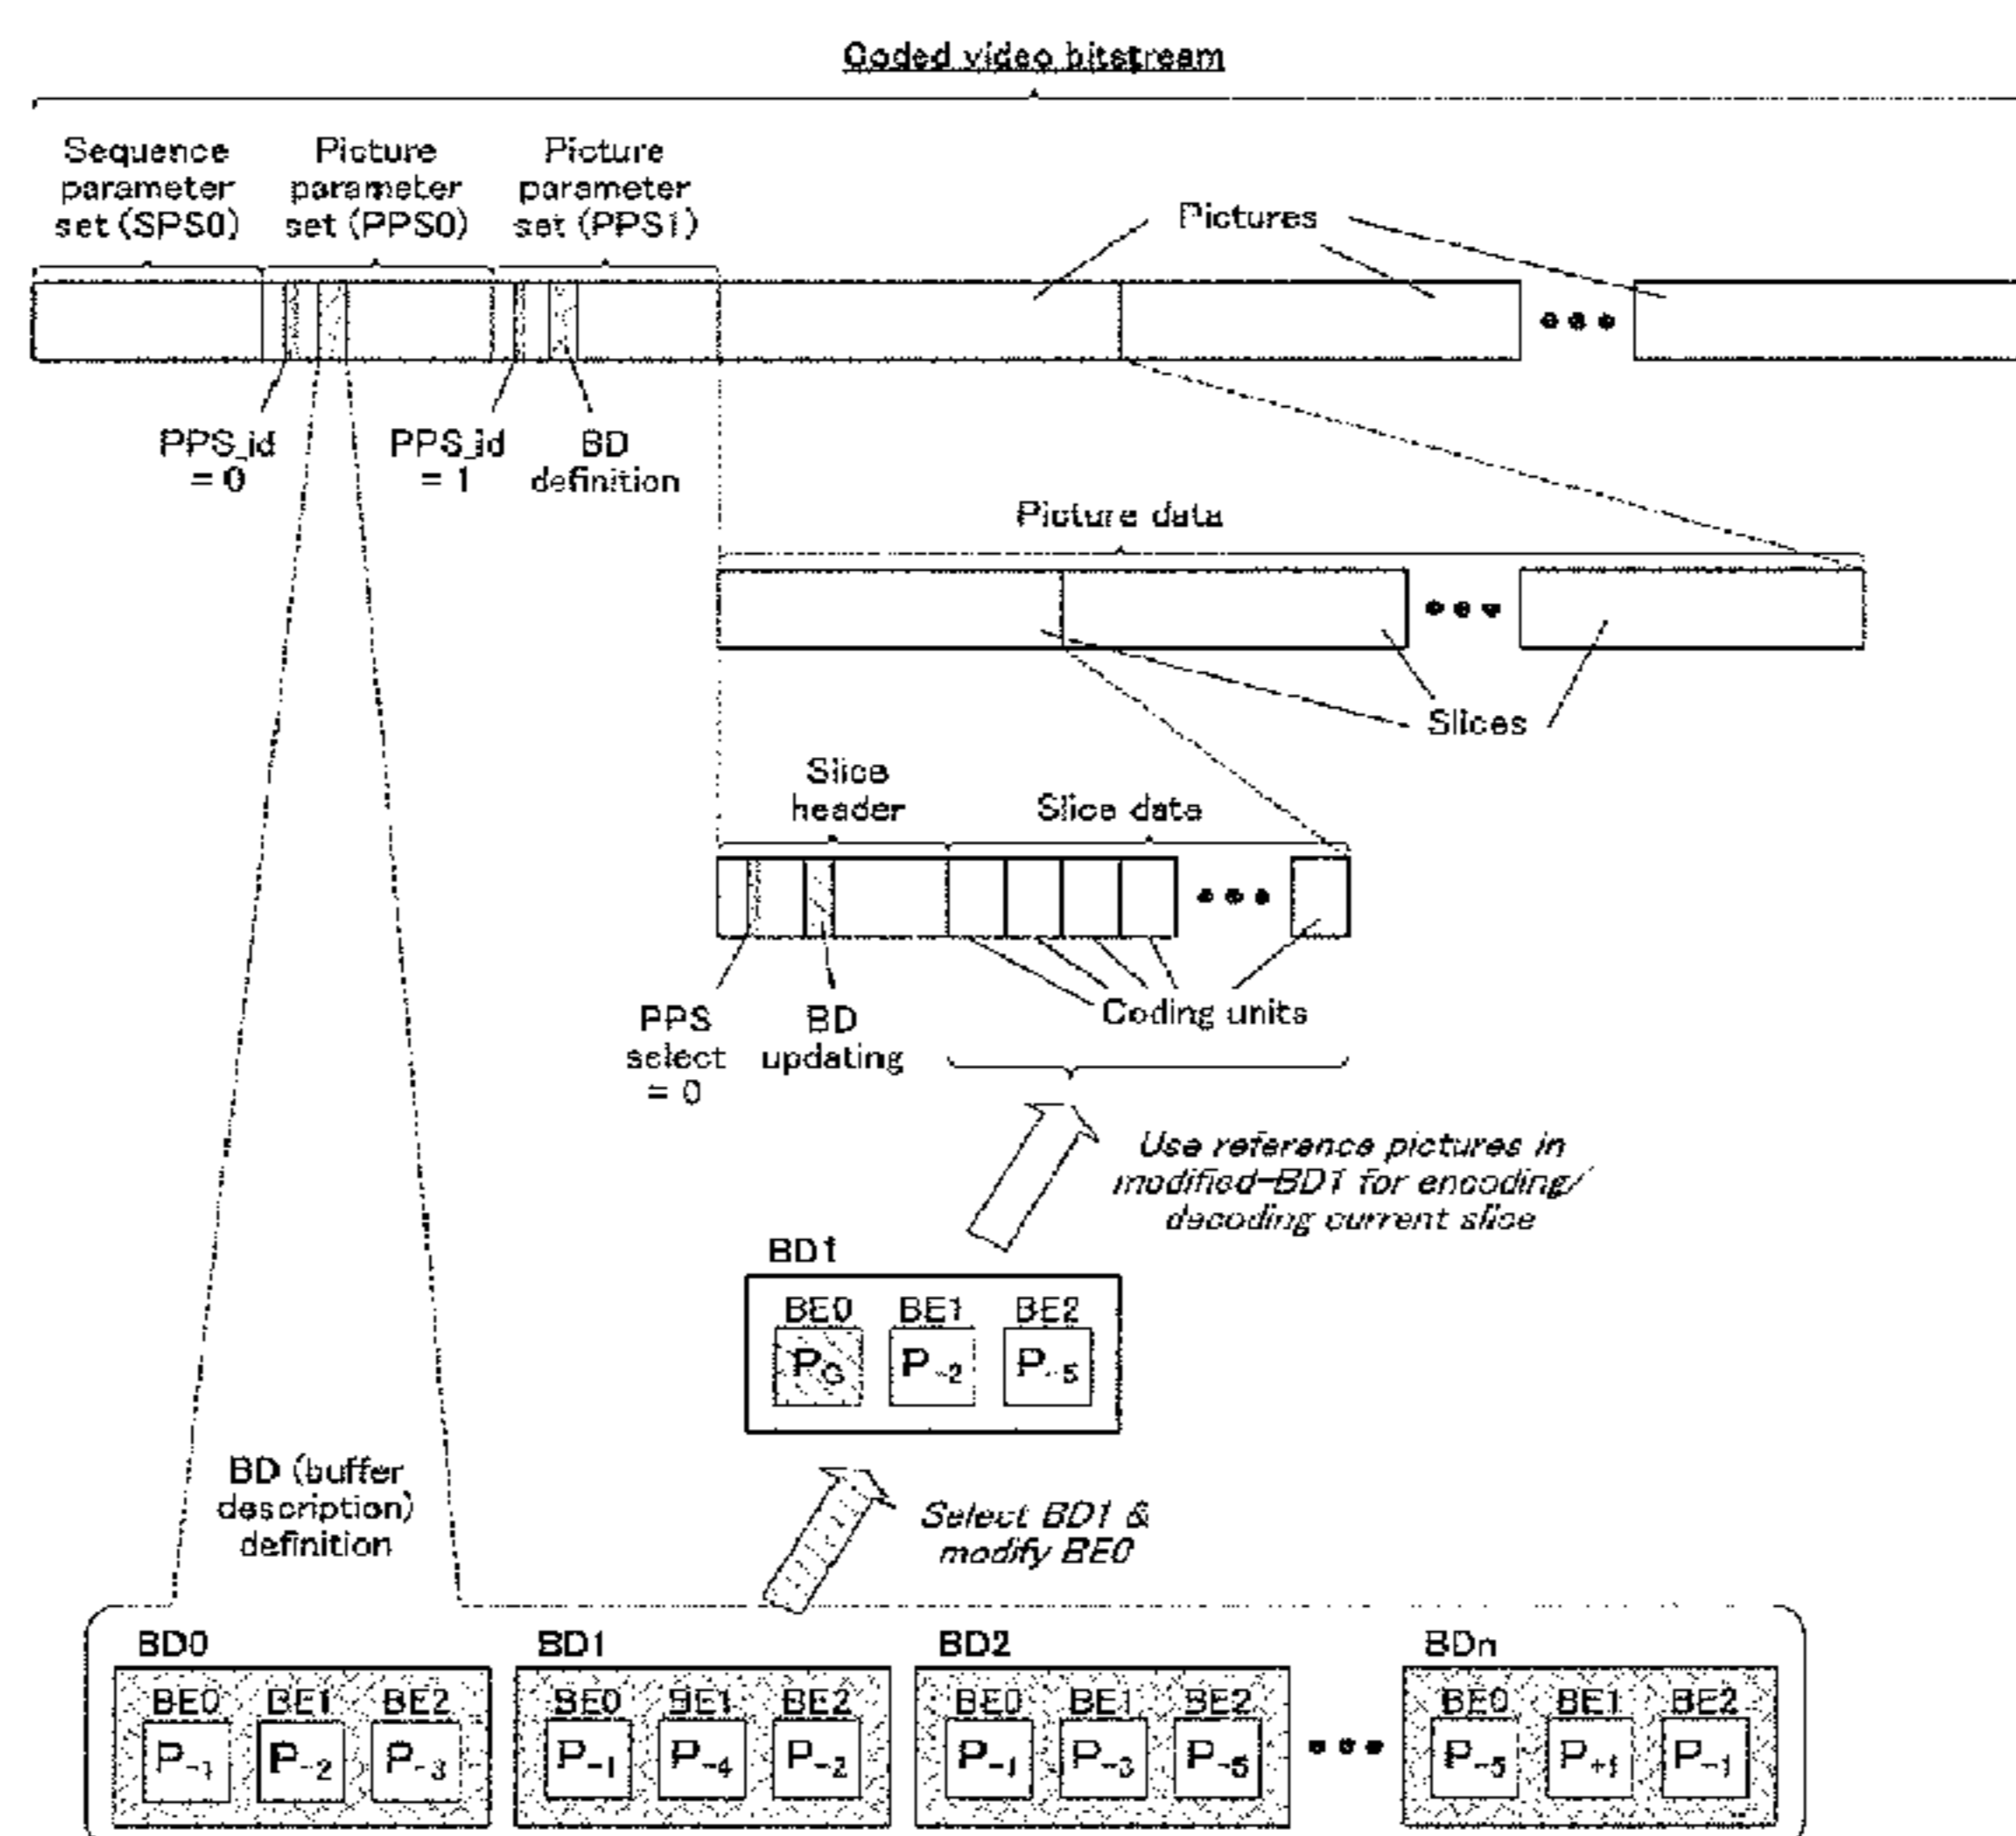 Coded video bitstream
Sequence
parameter
set (SPS0)
Picture
parameter
set (PPS0)
Picture
parameter
set (PPS1)
Pictures
PPS_id
= 0
PPS_id
= 1
BD
definition
Picture data
Slices
Slice
header
Slice data
PPS
select
= 0
BD
updating
Coding units
Use reference pictures in
modified-BD1 for encoding/
decoding current slice
BD1
BE0 BE1 BE2
P-2 P-5
BD (buffer
description)
definition
Select BD1 &
modify BE0
BD0 BD1 BD2 BDn
BE0 BE1 BE2 BE0 BE1 BE2 BE0 BE1 BE2 BE0 BE1 BE2
P-1 P-2 P-3 P-1 P-4 P-2 P-1 P-3 P-5 P-5 P+1 P-1